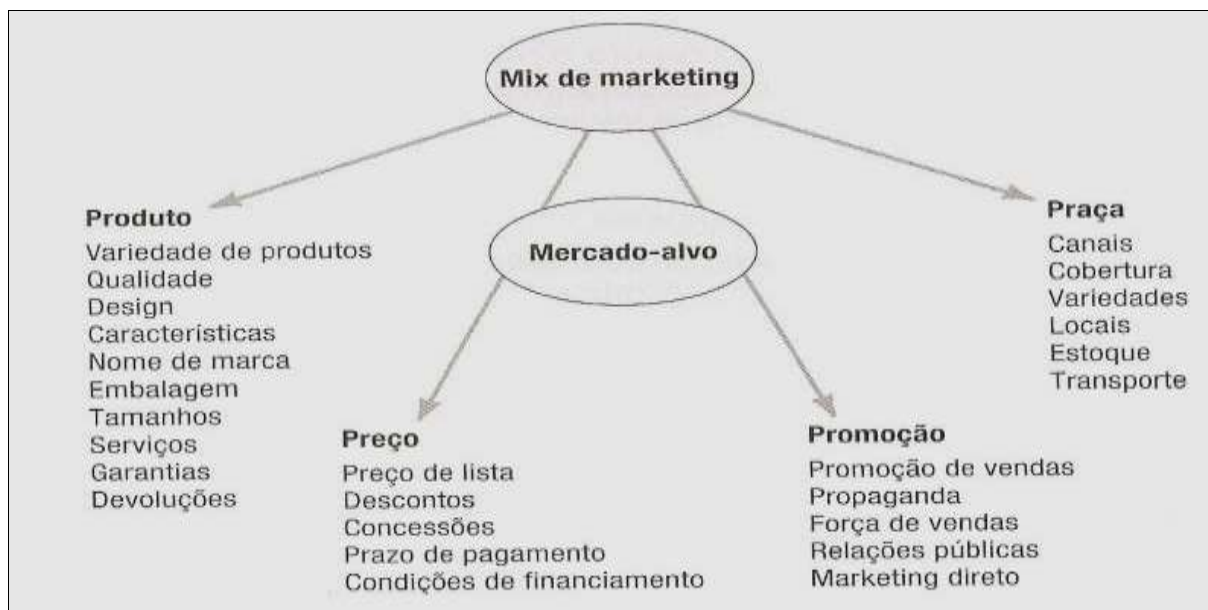 Mix de marketing
Mercado-alvo
Produto
Variedade de produtos
Qualidade
Design
Características
Nome de marca
Embalagem
Tamanhos
Serviços
Garantias
Devoluções
Preço
Preço de lista
Descontos
Concessões
Prazo de pagamento
Condições de financiamento
Promoção
Promoção de vendas
Propaganda
Força de vendas
Relações públicas
Marketing direto
Praça
Canais
Cobertura
Variedades
Locais
Estoque
Transporte